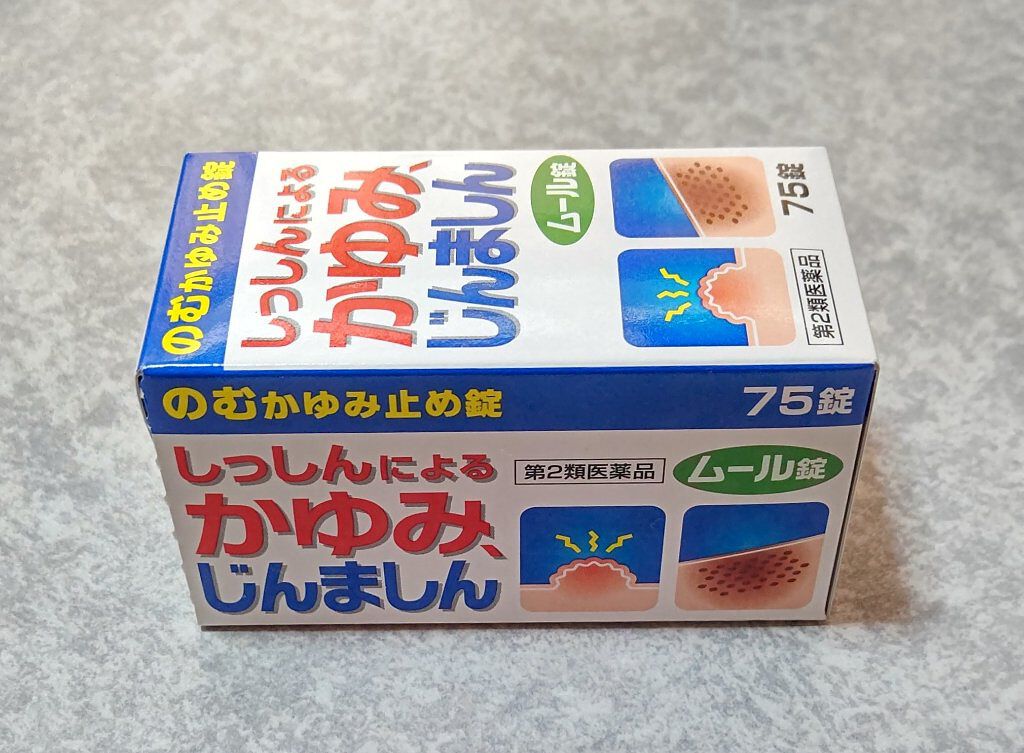 のむかゆみ止め錠
しっしんによる
かゆみ、
じんましん
ムール錠
75錠
第2類医薬品
のむかゆみ止め錠
75錠
しっしんによる
第2類医薬品
ムール錠
かゆみ、
じんましん